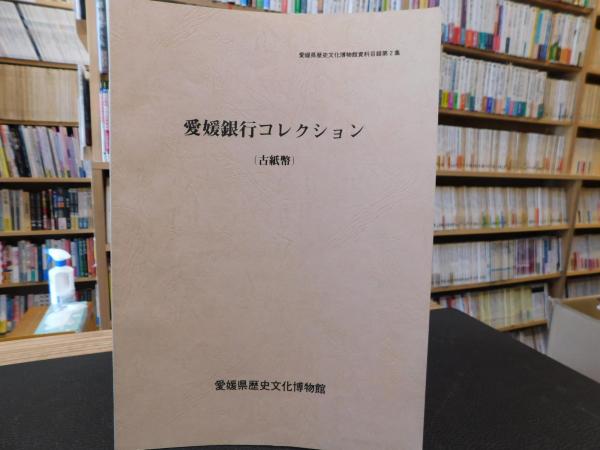 愛媛県歴史文化博物館資料目録第2集
愛媛銀行コレクション
(古紙幣)
愛媛県歴史文化博物館